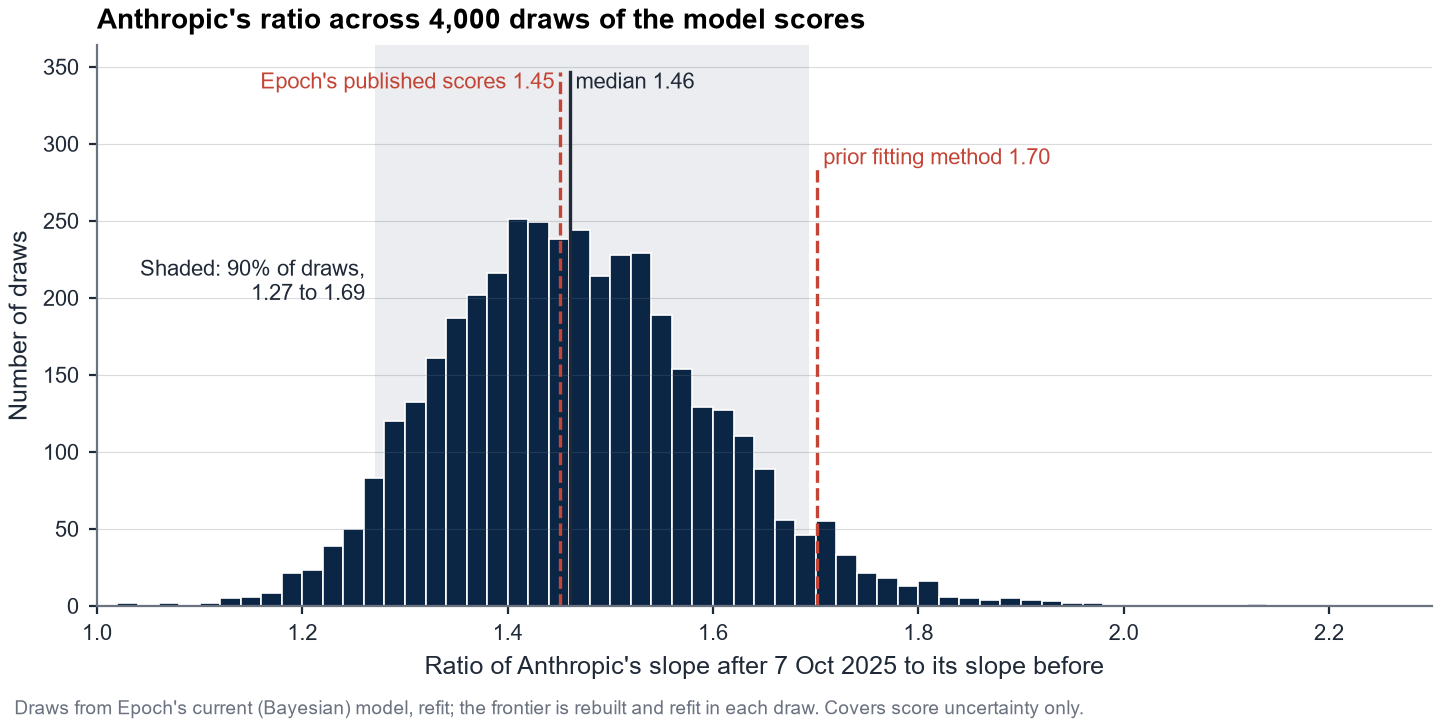 Anthropic's ratio across 4,000 draws of the model scores
350
300
250
200
150
100
50
0
Number of draws
Epoch's published scores 1.45
median 1.46
prior fitting method 1.70
Shaded: 90% of draws,
1.27 to 1.69
1.0
1.2
1.4
1.6
1.8
2.0
2.2
Ratio of Anthropic's slope after 7 Oct 2025 to its slope before
Draws from Epoch's current (Bayesian) model, refit; the frontier is rebuilt and refit in each draw. Covers score uncertainty only.